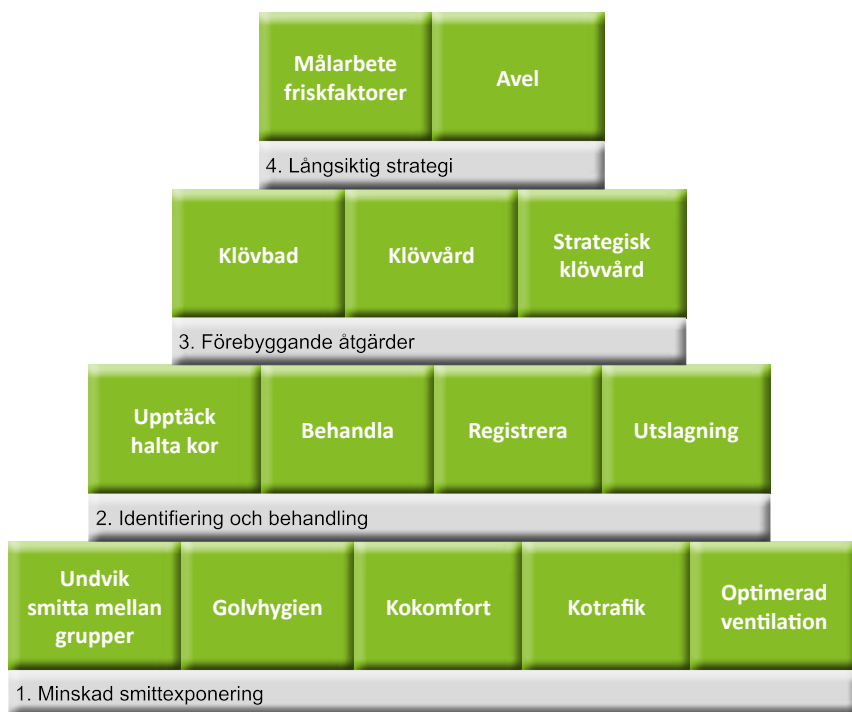 Målarbete
friskfaktorer
Avel
4. Långsiktig strategi
Klövbad
Klövvård
Strategisk
klövvård
3. Förebyggande åtgärder
Upptäck
halta kor
Behandla
Registrera
Utslagning
2. Identifiering och behandling
Undvik
smitta mellan
grupper
Golvhygien
Kokomfort
Kotrafik
Optimerad
ventilation
1. Minskad smittexponering